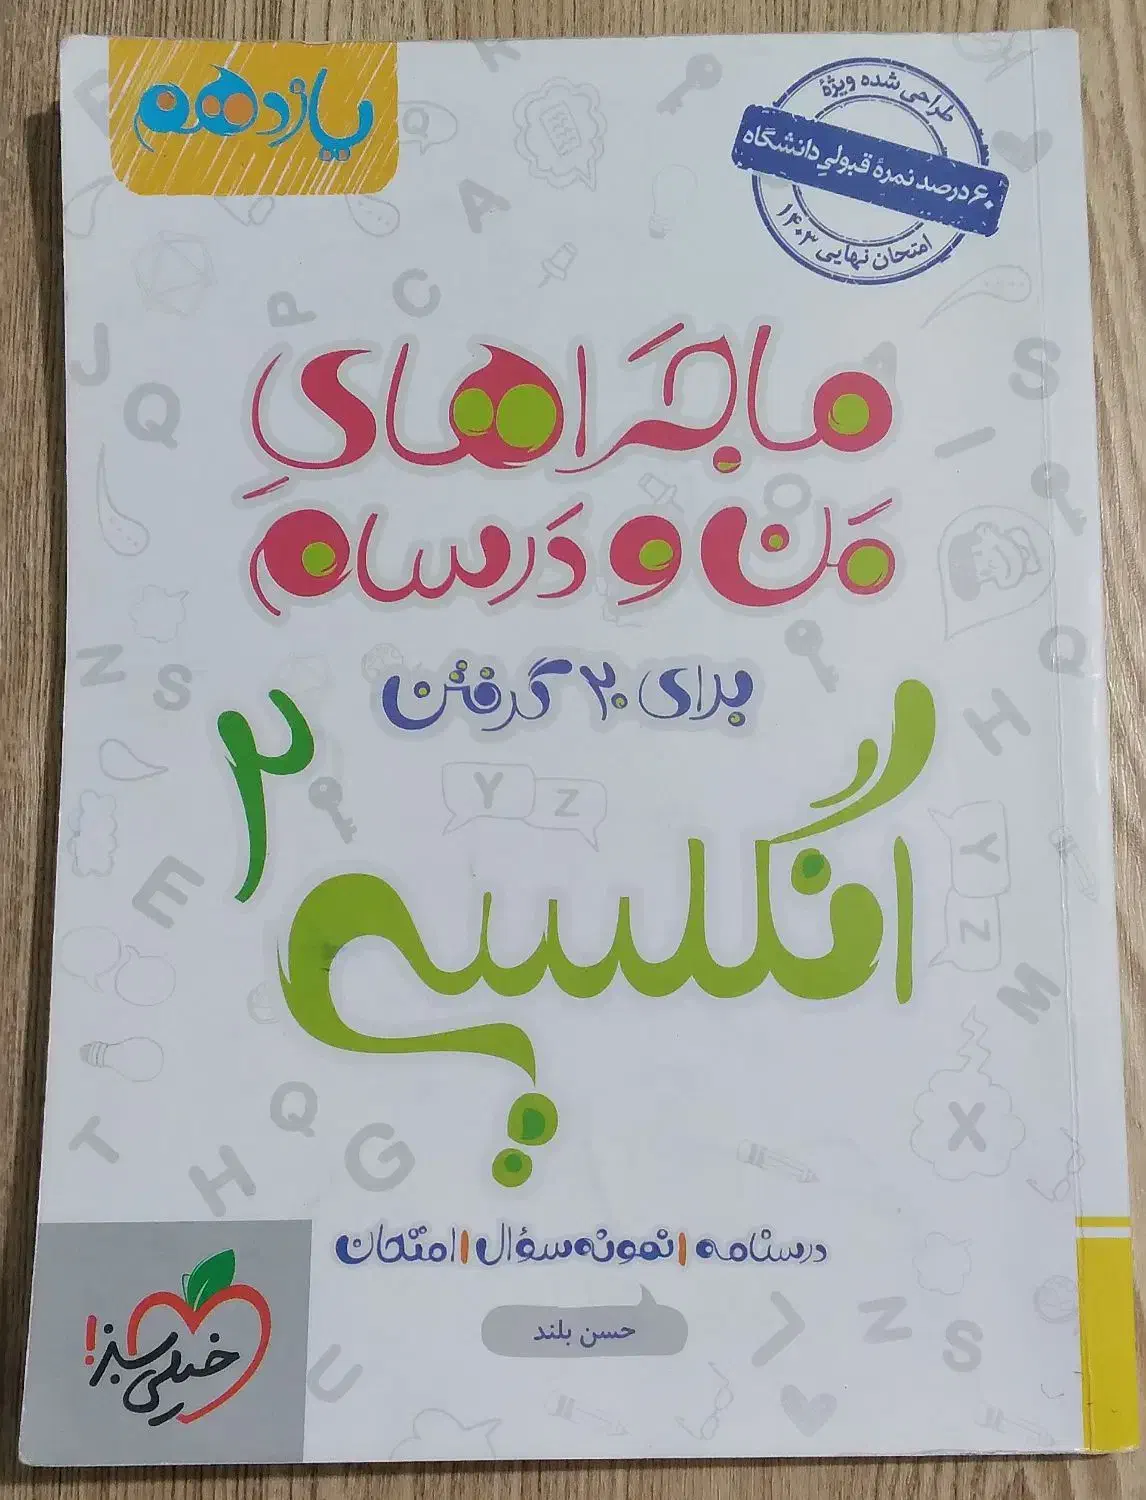 یازدهم
طراحی شده ویژهٔ
۶۰ درصد نمرهٔ قبولیِ دانشگاه
امتحان نهایی ۱۴۰۳
ماجراهایِ
مَن و دَرسام
برای ۲۰ گرفتن
انگلیسی ۲
Y Z
درسنامه | نمونه سؤال | امتحان
حسن بلند
خیلی سبز!